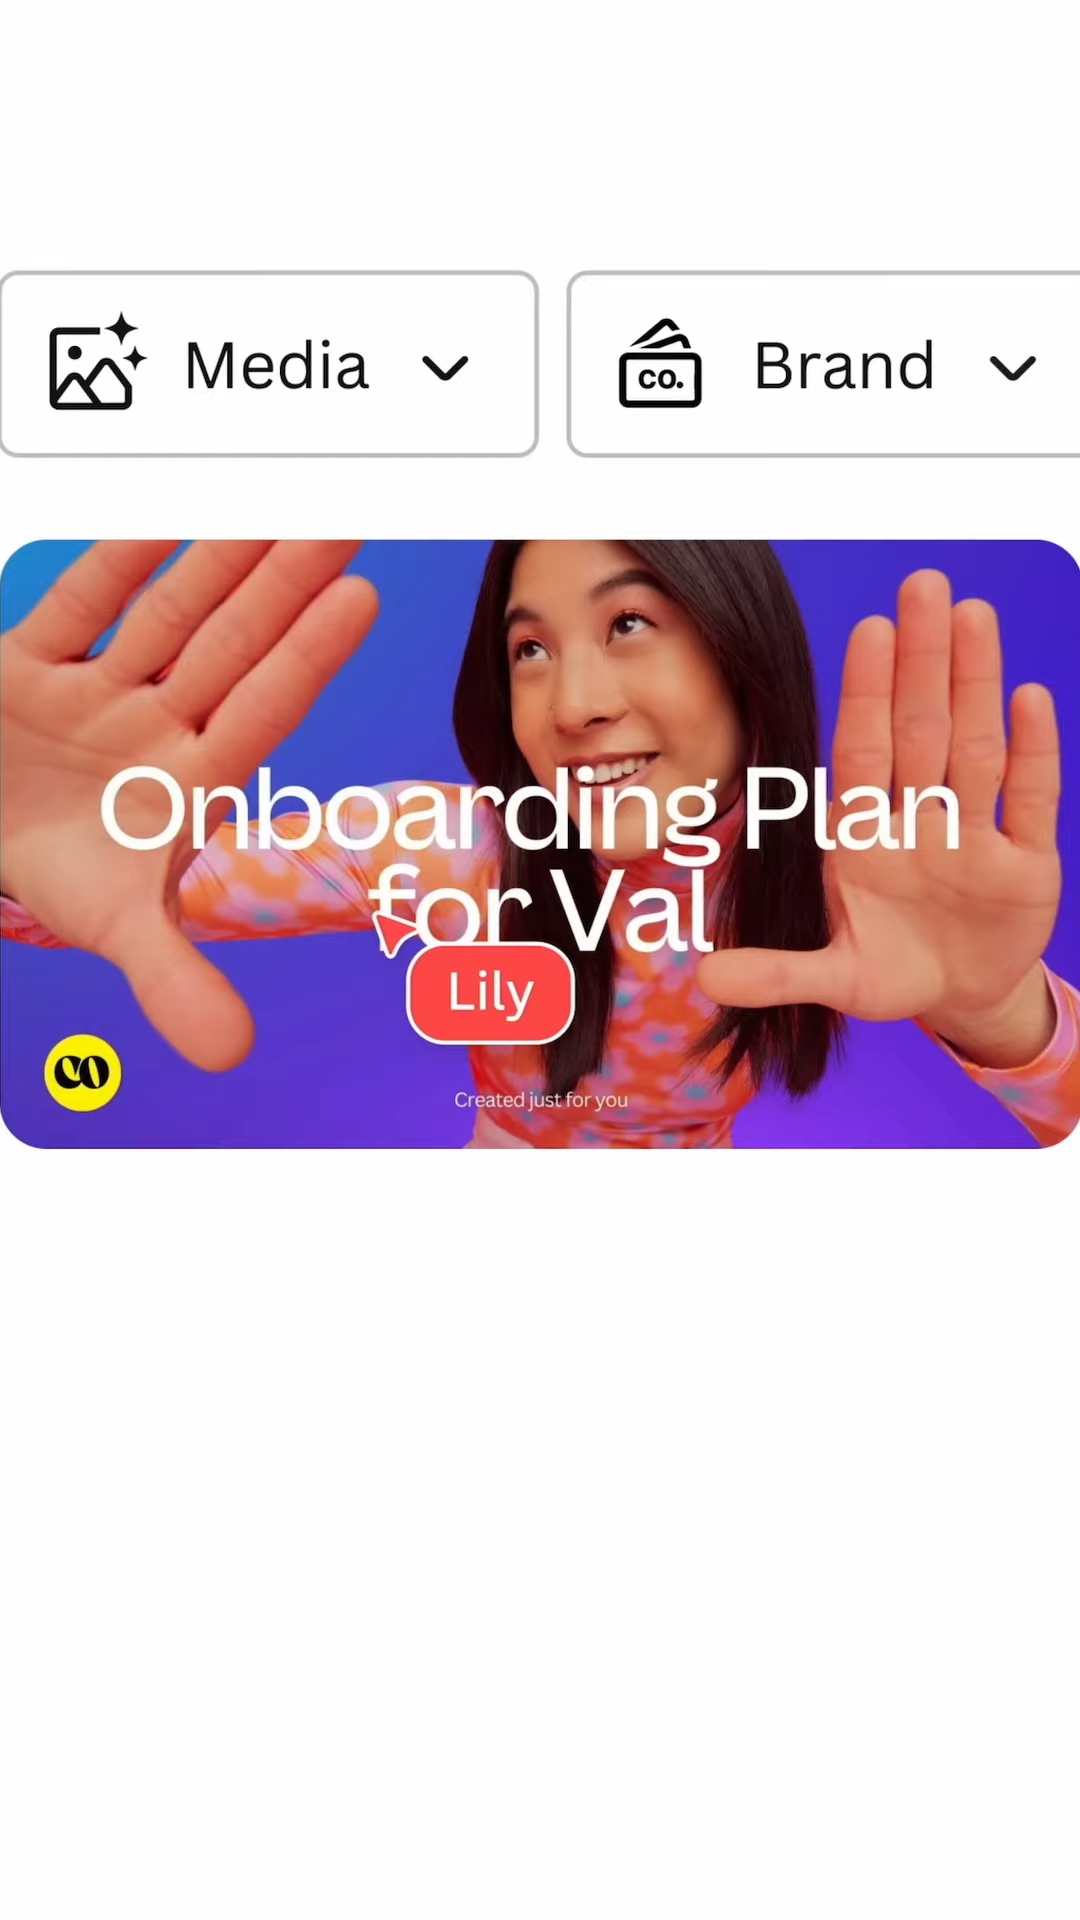 Media
co.
Brand
Onboarding Plan
for Val
Lily
CO
Created just for you